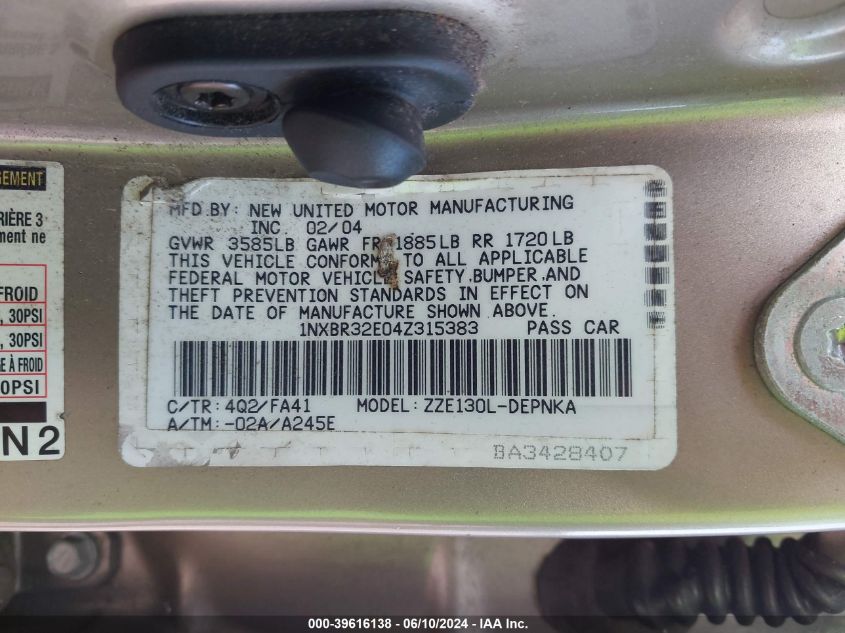 GEMENT
RIÈRE 3
ment ne
FROID
, 30PSI
, 30PSI
E À FROID
0PSI
N2
MFD.BY: NEW UNITED MOTOR MANUFACTURING
INC 02/04
GVWR 3585LB GAWR FR 1885LB RR 1720LB
THIS VEHICLE CONFORMS TO ALL APPLICABLE
FEDERAL MOTOR VEHICLE SAFETY,BUMPER,AND
THEFT PREVENTION STANDARDS IN EFFECT ON
THE DATE OF MANUFACTURE SHOWN ABOVE.
1NXBR32E04Z315383 PASS CAR
C/TR: 4Q2/FA41 MODEL: ZZE130L-DEPNKA
A/TM: -02A/A245E
BA3428407
000-39616138 - 06/10/2024 - IAA Inc.